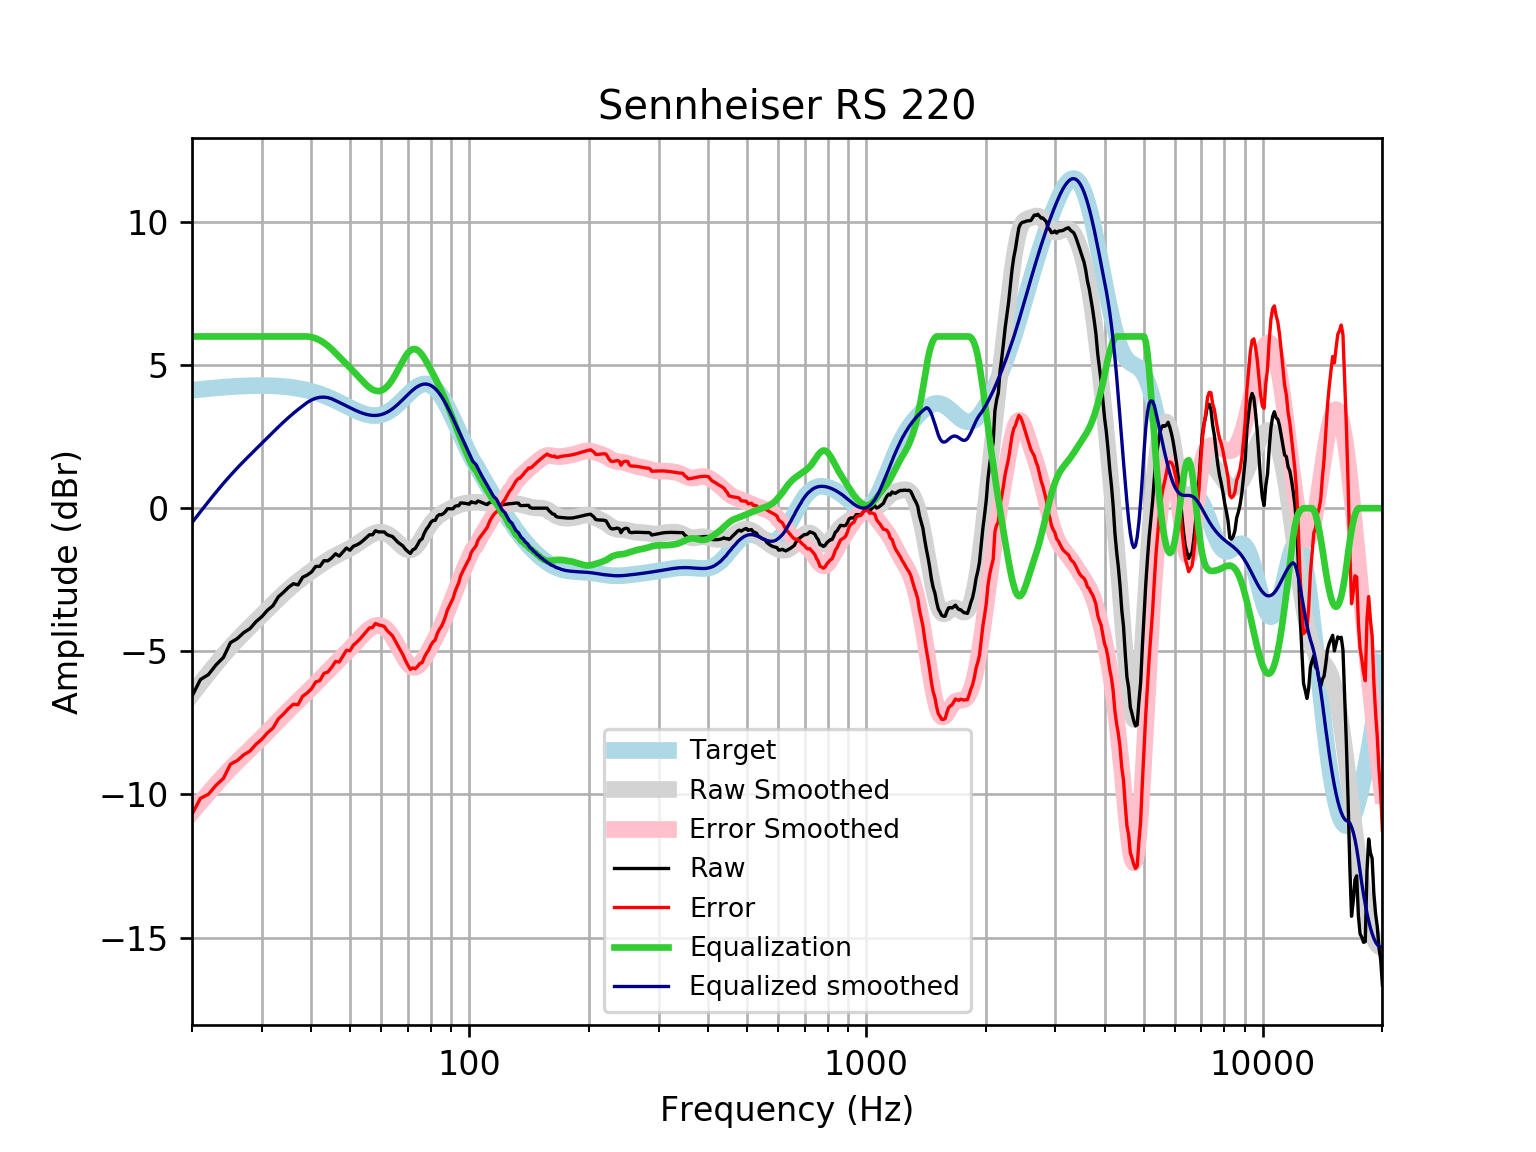 Sennheiser RS 220
Amplitude (dBr)
10
5
0
−5
−10
−15
Target
Raw Smoothed
Error Smoothed
Raw
Error
Equalization
Equalized smoothed
100
1000
10000
Frequency (Hz)